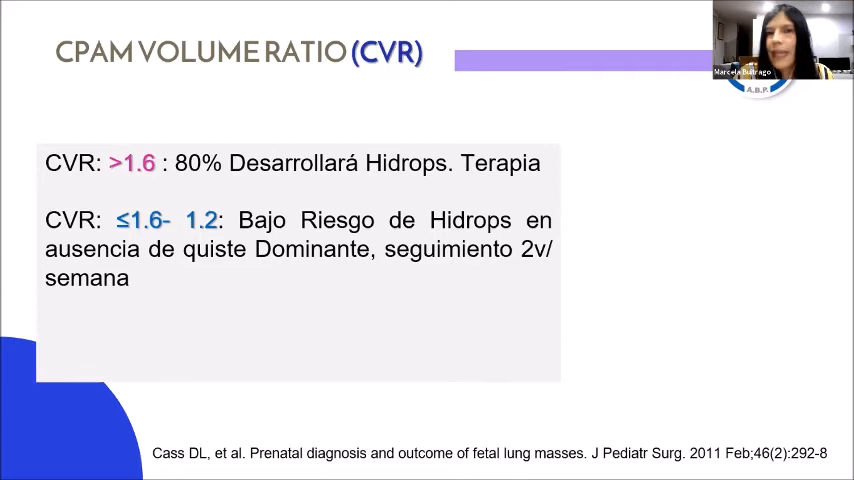 CPAM VOLUME RATIO (CVR)
Marcela Buitrago
A.B.P.
CVR: >1.6 : 80% Desarrollará Hidrops. Terapia
CVR: ≤1.6- 1.2: Bajo Riesgo de Hidrops en
ausencia de quiste Dominante, seguimiento 2v/
semana
Cass DL, et al. Prenatal diagnosis and outcome of fetal lung masses. J Pediatr Surg. 2011 Feb;46(2):292-8